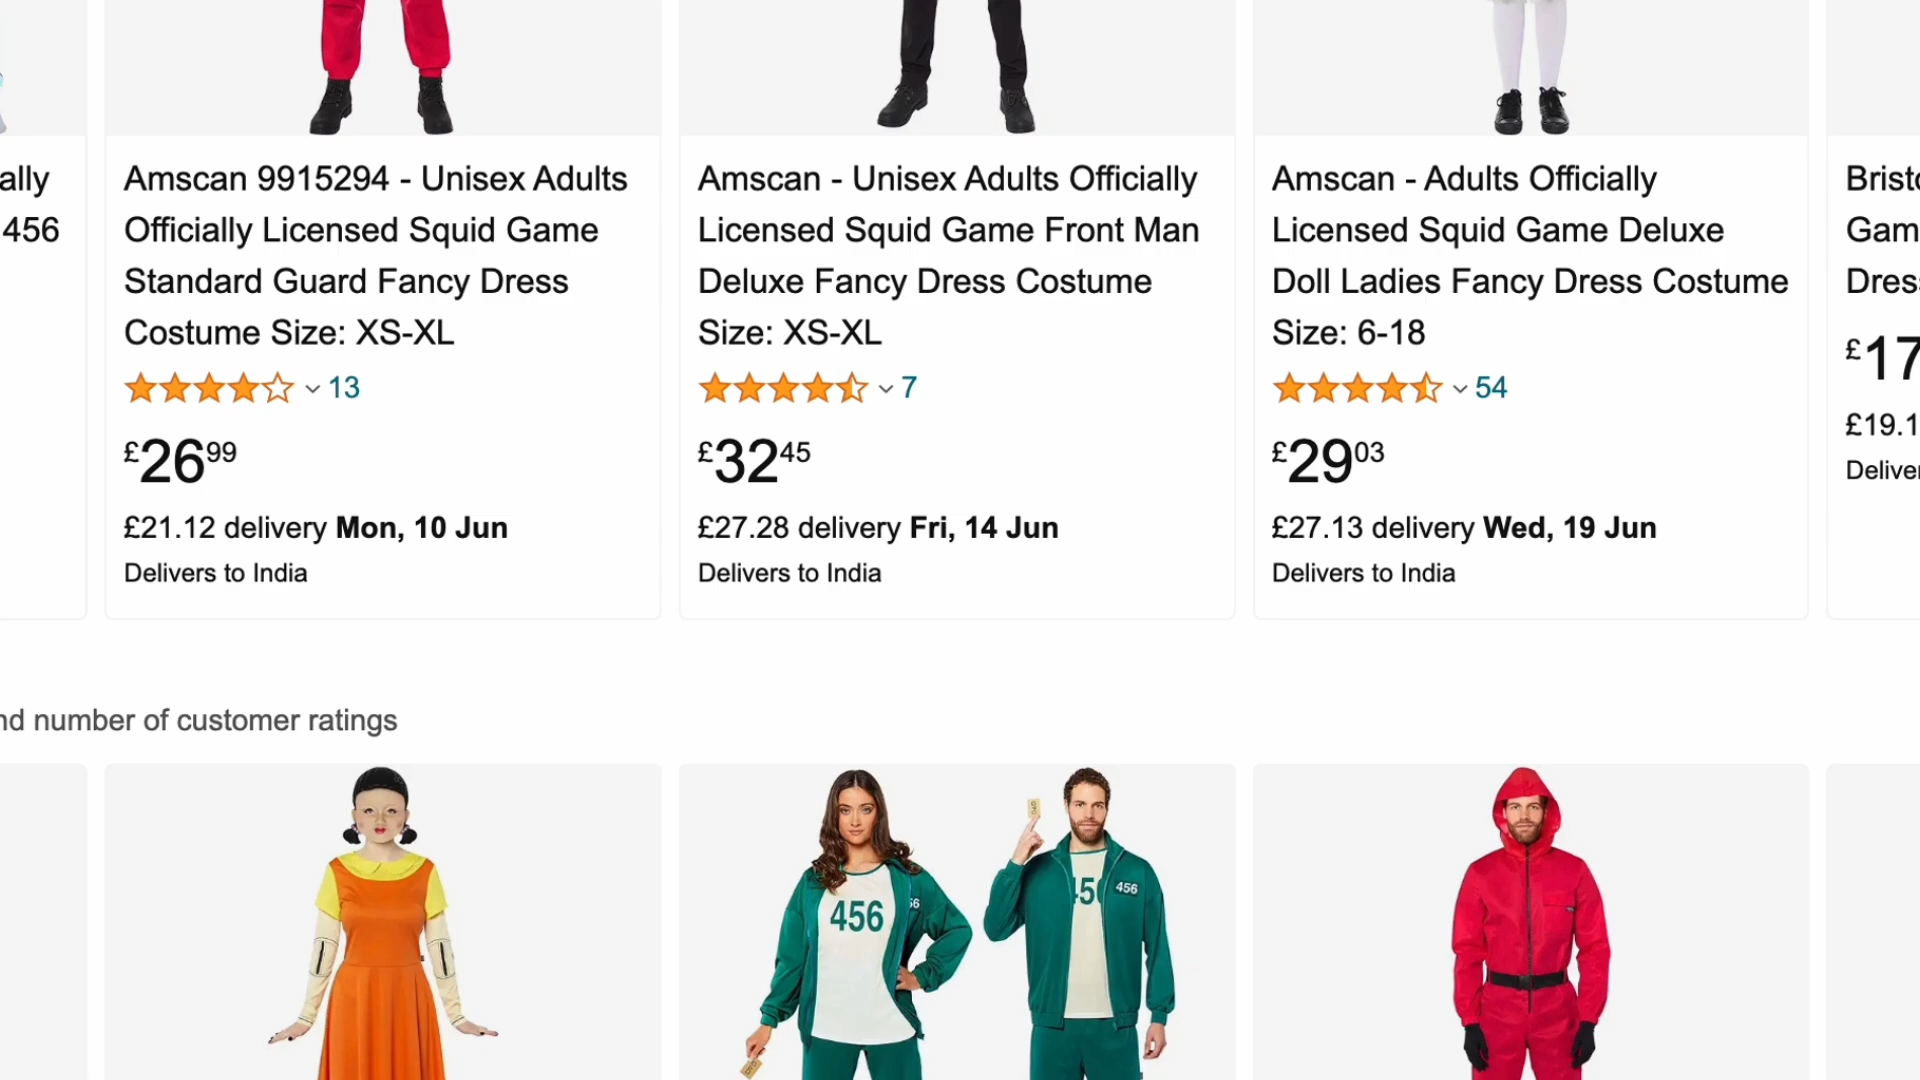 ally
456
Amscan 9915294 - Unisex Adults
Officially Licensed Squid Game
Standard Guard Fancy Dress
Costume Size: XS-XL
13
£26.99
£21.12 delivery Mon, 10 Jun
Delivers to India
Amscan - Unisex Adults Officially
Licensed Squid Game Front Man
Deluxe Fancy Dress Costume
Size: XS-XL
7
£32.45
£27.28 delivery Fri, 14 Jun
Delivers to India
Amscan - Adults Officially
Licensed Squid Game Deluxe
Doll Ladies Fancy Dress Costume
Size: 6-18
54
£29.03
£27.13 delivery Wed, 19 Jun
Delivers to India
£17
£19.1
number of customer ratings
456
456